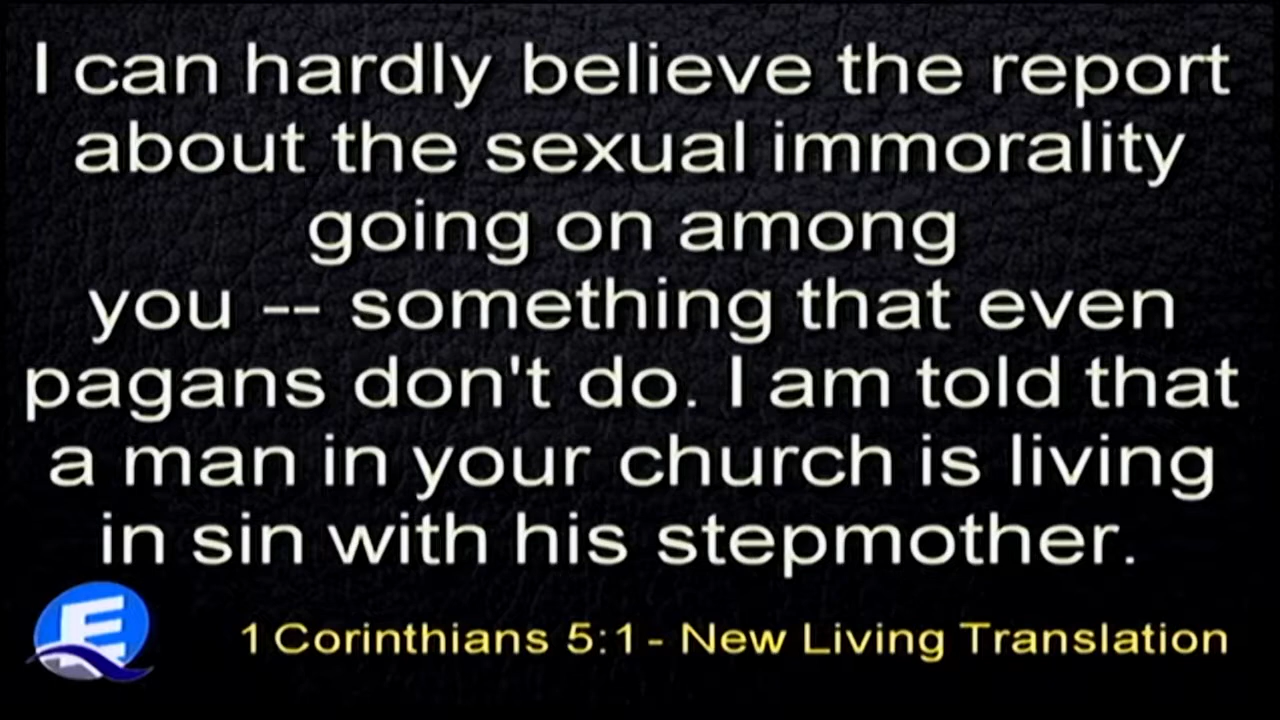 I can hardly believe the report
about the sexual immorality
going on among
you -- something that even
pagans don't do. I am told that
a man in your church is living
in sin with his stepmother.
E
1 Corinthians 5:1 - New Living Translation